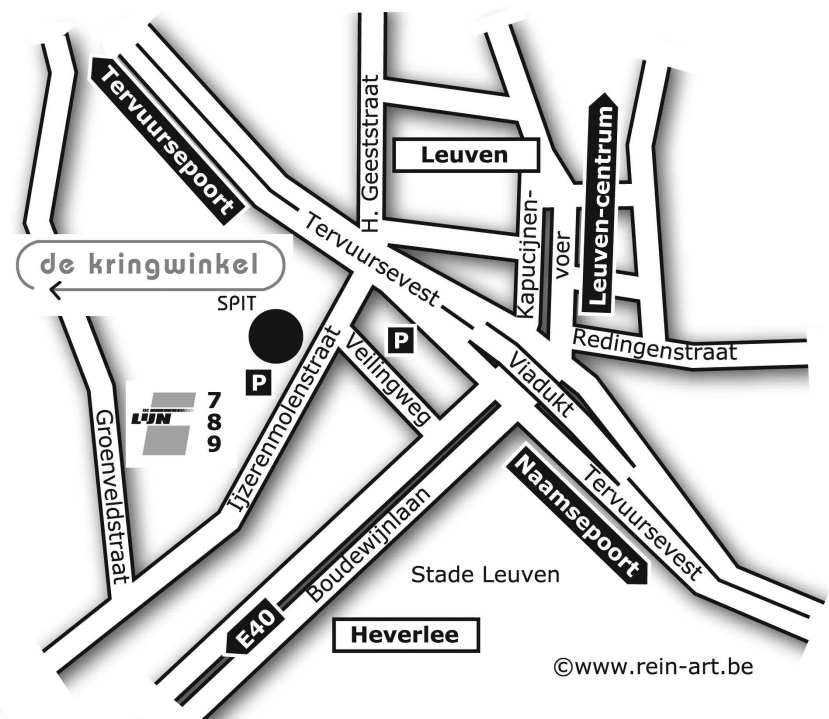 Tervuursepoort
H. Geeststraat
Leuven
Leuven-centrum
Kapucijnen-
voer
Tervuursevest
de kringwinkel
SPIT
P
P
Veilingweg
Redingenstraat
Viadukt
DE
LIJN
7
8
9
Groenveldstraat
Ijzerenmolenstraat
Boudewijnlaan
Naamsepoort
Tervuursevest
Stade Leuven
E40
Heverlee
©www.rein-art.be